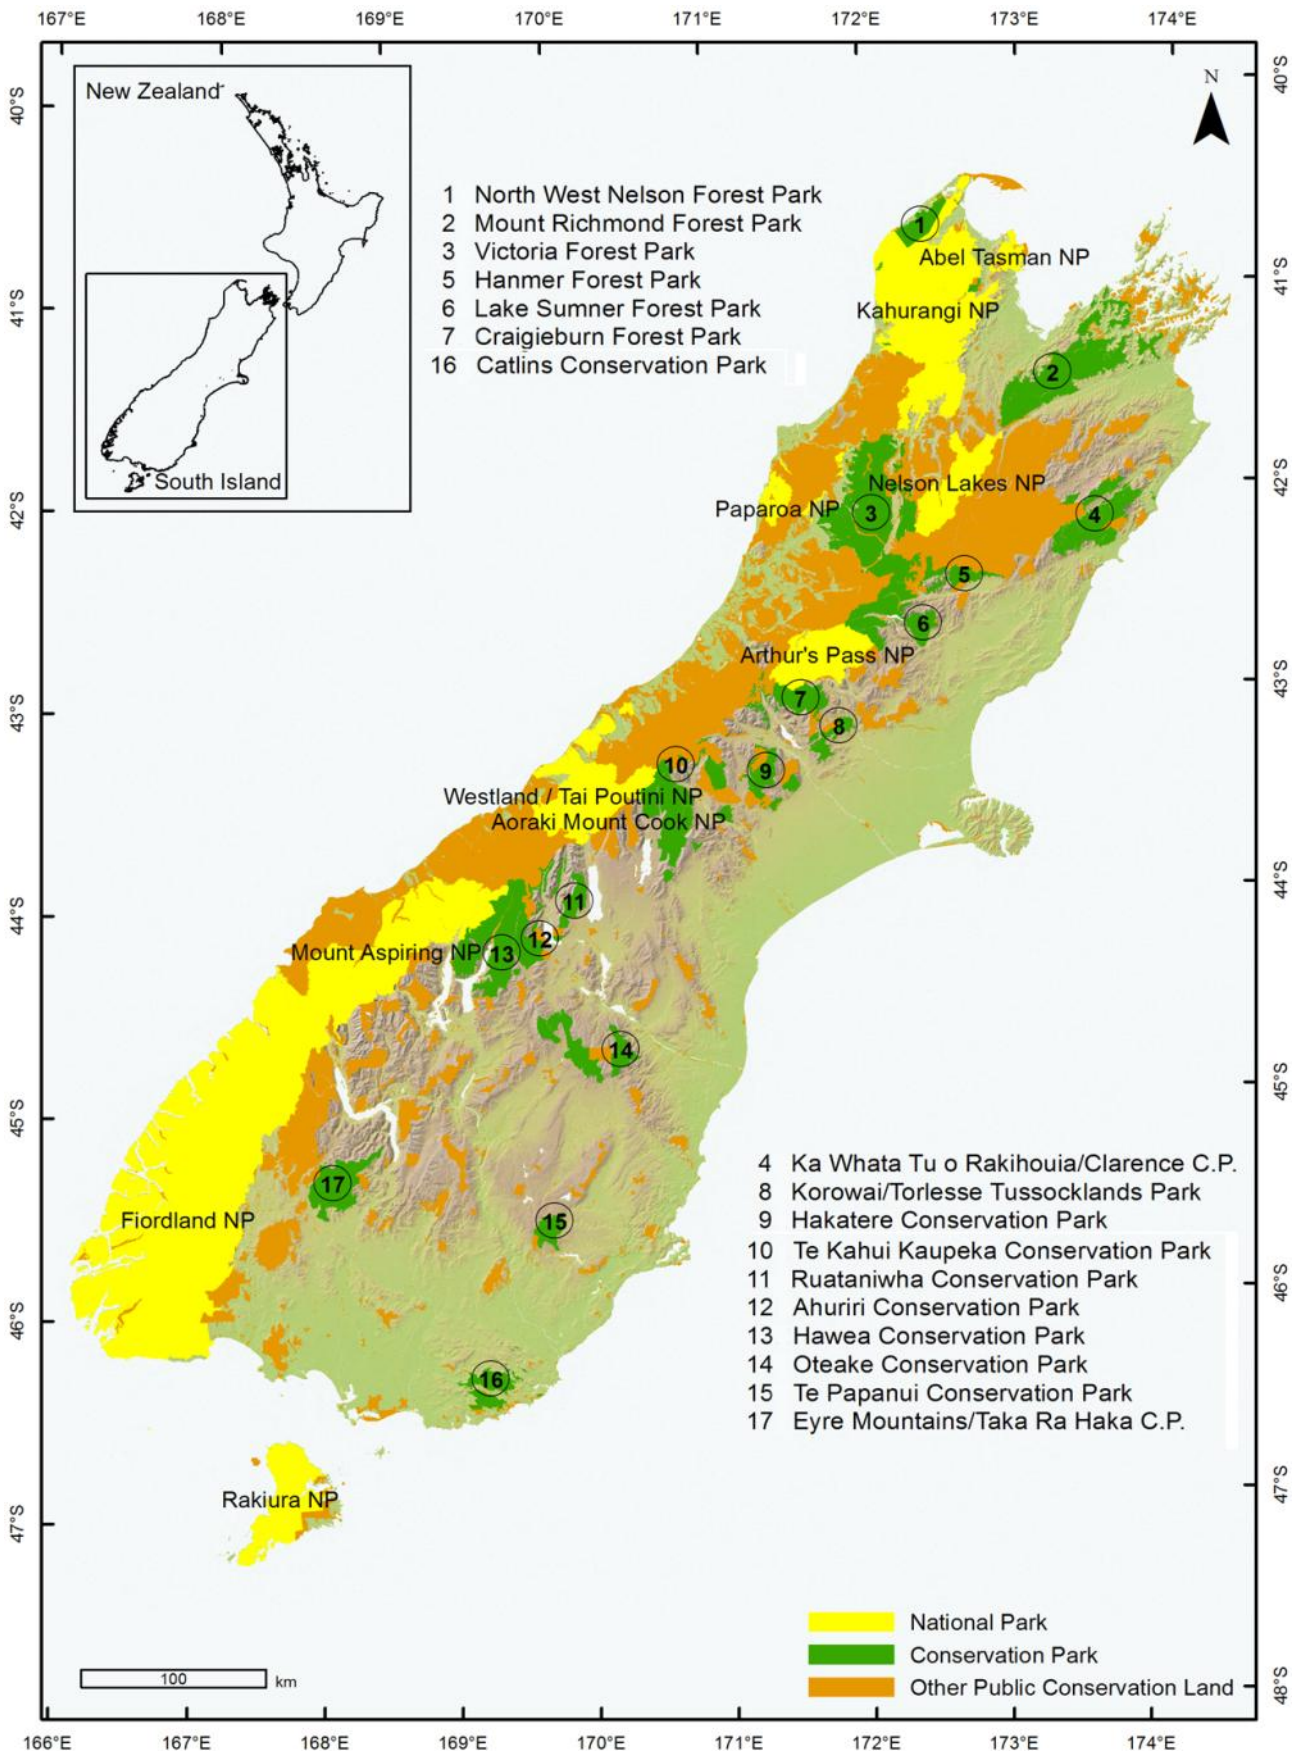 167°E 168°E 169°E 170°E 171°E 172°E 173°E 174°E
40°S
41°S
42°S
43°S
44°S
45°S
46°S
47°S
40°S
41°S
42°S
43°S
44°S
45°S
46°S
47°S
48°S
New Zealand
South Island
N
1 North West Nelson Forest Park
2 Mount Richmond Forest Park
3 Victoria Forest Park
5 Hanmer Forest Park
6 Lake Sumner Forest Park
7 Craigieburn Forest Park
16 Catlins Conservation Park
1
Abel Tasman NP
Kahurangi NP
2
Nelson Lakes NP
Paparoa NP
3
4
5
6
Arthur's Pass NP
7
8
10
9
Westland / Tai Poutini NP
Aoraki Mount Cook NP
11
12
Mount Aspiring NP
13
14
17
Fiordland NP
15
16
Rakiura NP
4 Ka Whata Tu o Rakihouia/Clarence C.P.
8 Korowai/Torlesse Tussocklands Park
9 Hakatere Conservation Park
10 Te Kahui Kaupeka Conservation Park
11 Ruataniwha Conservation Park
12 Ahuriri Conservation Park
13 Hawea Conservation Park
14 Oteake Conservation Park
15 Te Papanui Conservation Park
17 Eyre Mountains/Taka Ra Haka C.P.
National Park
Conservation Park
Other Public Conservation Land
100 km
166°E 167°E 168°E 169°E 170°E 171°E 172°E 173°E 174°E